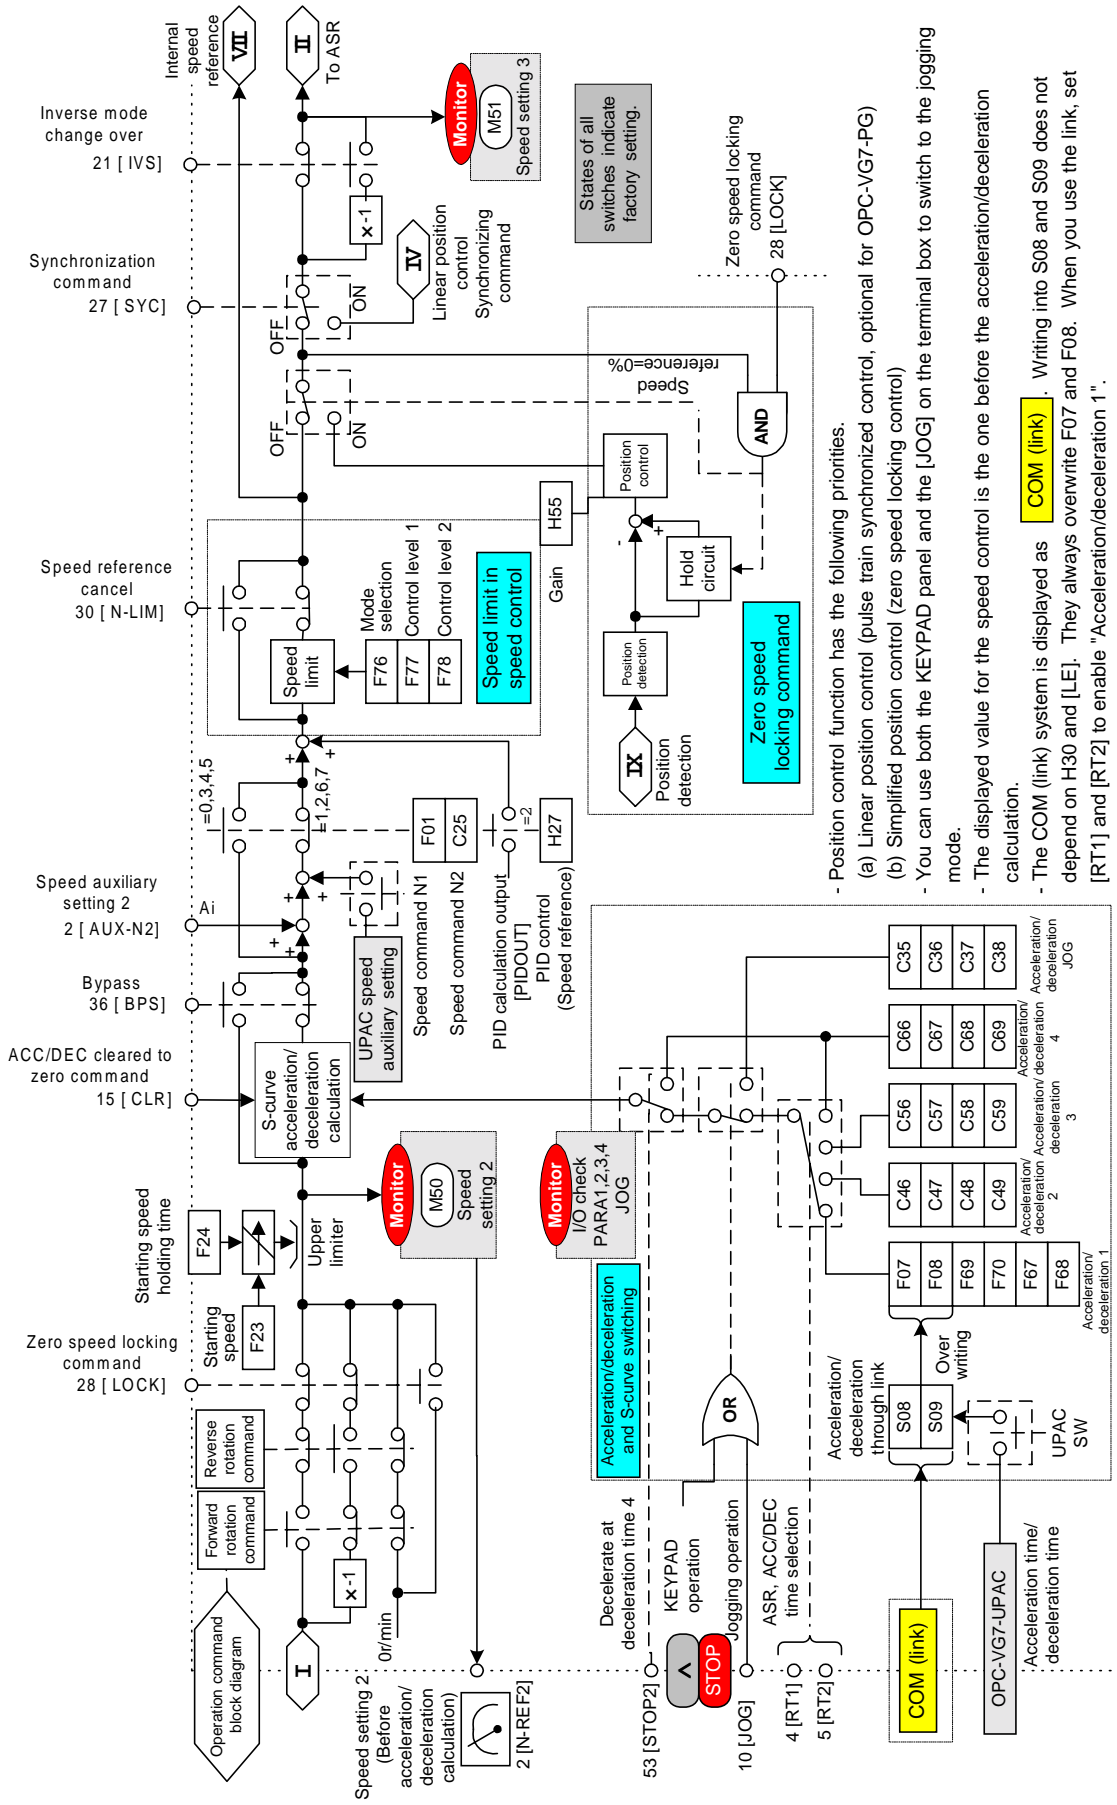 Operation command
block diagram
Forward
rotation
command
Reverse
rotation
command
Zero speed locking
command
28 [ LOCK]
Starting speed
holding time
Starting
speed
F23
F24
Upper
limiter
ACC/DEC cleared to
zero command
15 [ CLR]
S-curve
acceleration/
deceleration
calculation
Bypass
36 [ BPS]
Speed auxiliary
setting 2
2 [ AUX-N2]
Ai
+
+
+
+
=0,3,4,5
=1,2,6,7
+
+
Speed reference
cancel
30 [ N-LIM]
Speed
limit
F76
F77
F78
Mode
selection
Control level 1
Control level 2
Speed limit in
speed control
Synchronization
command
27 [ SYC]
OFF
ON
OFF
ON
Inverse mode
change over
21 [ IVS]
×-1
Internal
speed
reference
VII
II
To ASR
Monitor
M51
Speed setting 3
IV
Linear position
control
Synchronizing
command
States of all
switches indicate
factory setting.
I
×-1
0r/min
Speed setting 2
(Before
acceleration/
deceleration
calculation)
2 [N-REF2]
Monitor
M50
Speed
setting 2
UPAC speed
auxiliary setting
F01
C25
Speed command N1
Speed command N2
PID calculation output
[PIDOUT]
=2
PID control
(Speed reference)
H27
Gain
H55
IX
Position
detection
Position
detection
Hold
circuit
-
+
Position
control
Speed
reference=0%
AND
Zero speed
locking command
Zero speed locking
command
28 [LOCK]
53 [STOP2]
Decelerate at
deceleration time 4
KEYPAD
operation
STOP
10 [JOG]
Jogging operation
4 [RT1]
5 [RT2]
ASR, ACC/DEC
time selection
OR
Acceleration/deceleration
and S-curve switching
Monitor
I/O check
PARA1,2,3,4
JOG
COM (link)
OPC-VG7-UPAC
Acceleration time/
deceleration time
Acceleration/
deceleration
through link
S08
S09
UPAC
SW
Over
writing
F07
F08
F69
F70
F67
F68
Acceleration/
deceleration 1
C46
C47
C48
C49
Acceleration/
deceleration
2
C56
C57
C58
C59
Acceleration/
deceleration
3
C66
C67
C68
C69
Acceleration/
deceleration
4
C35
C36
C37
C38
Acceleration/
deceleration
JOG
- Position control function has the following priorities.
(a) Linear position control (pulse train synchronized control, optional for OPC-VG7-PG)
(b) Simplified position control (zero speed locking control)
- You can use both the KEYPAD panel and the [JOG] on the terminal box to switch to the jogging
mode.
- The displayed value for the speed control is the one before the acceleration/deceleration
calculation.
- The COM (link) system is displayed as COM (link) . Writing into S08 and S09 does not
depend on H30 and [LE]. They always overwrite F07 and F08. When you use the link, set
[RT1] and [RT2] to enable "Acceleration/deceleration 1".